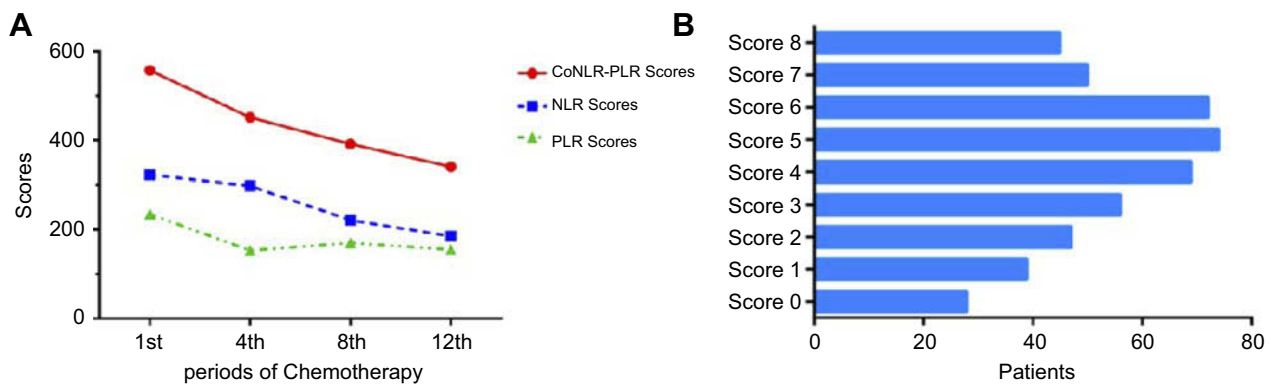 A
600
400
200
0
Scores
1st 4th 8th 12th
periods of Chemotherapy
CoNLR-PLR Scores
NLR Scores
PLR Scores
B
Score 8
Score 7
Score 6
Score 5
Score 4
Score 3
Score 2
Score 1
Score 0
0 20 40 60 80
Patients